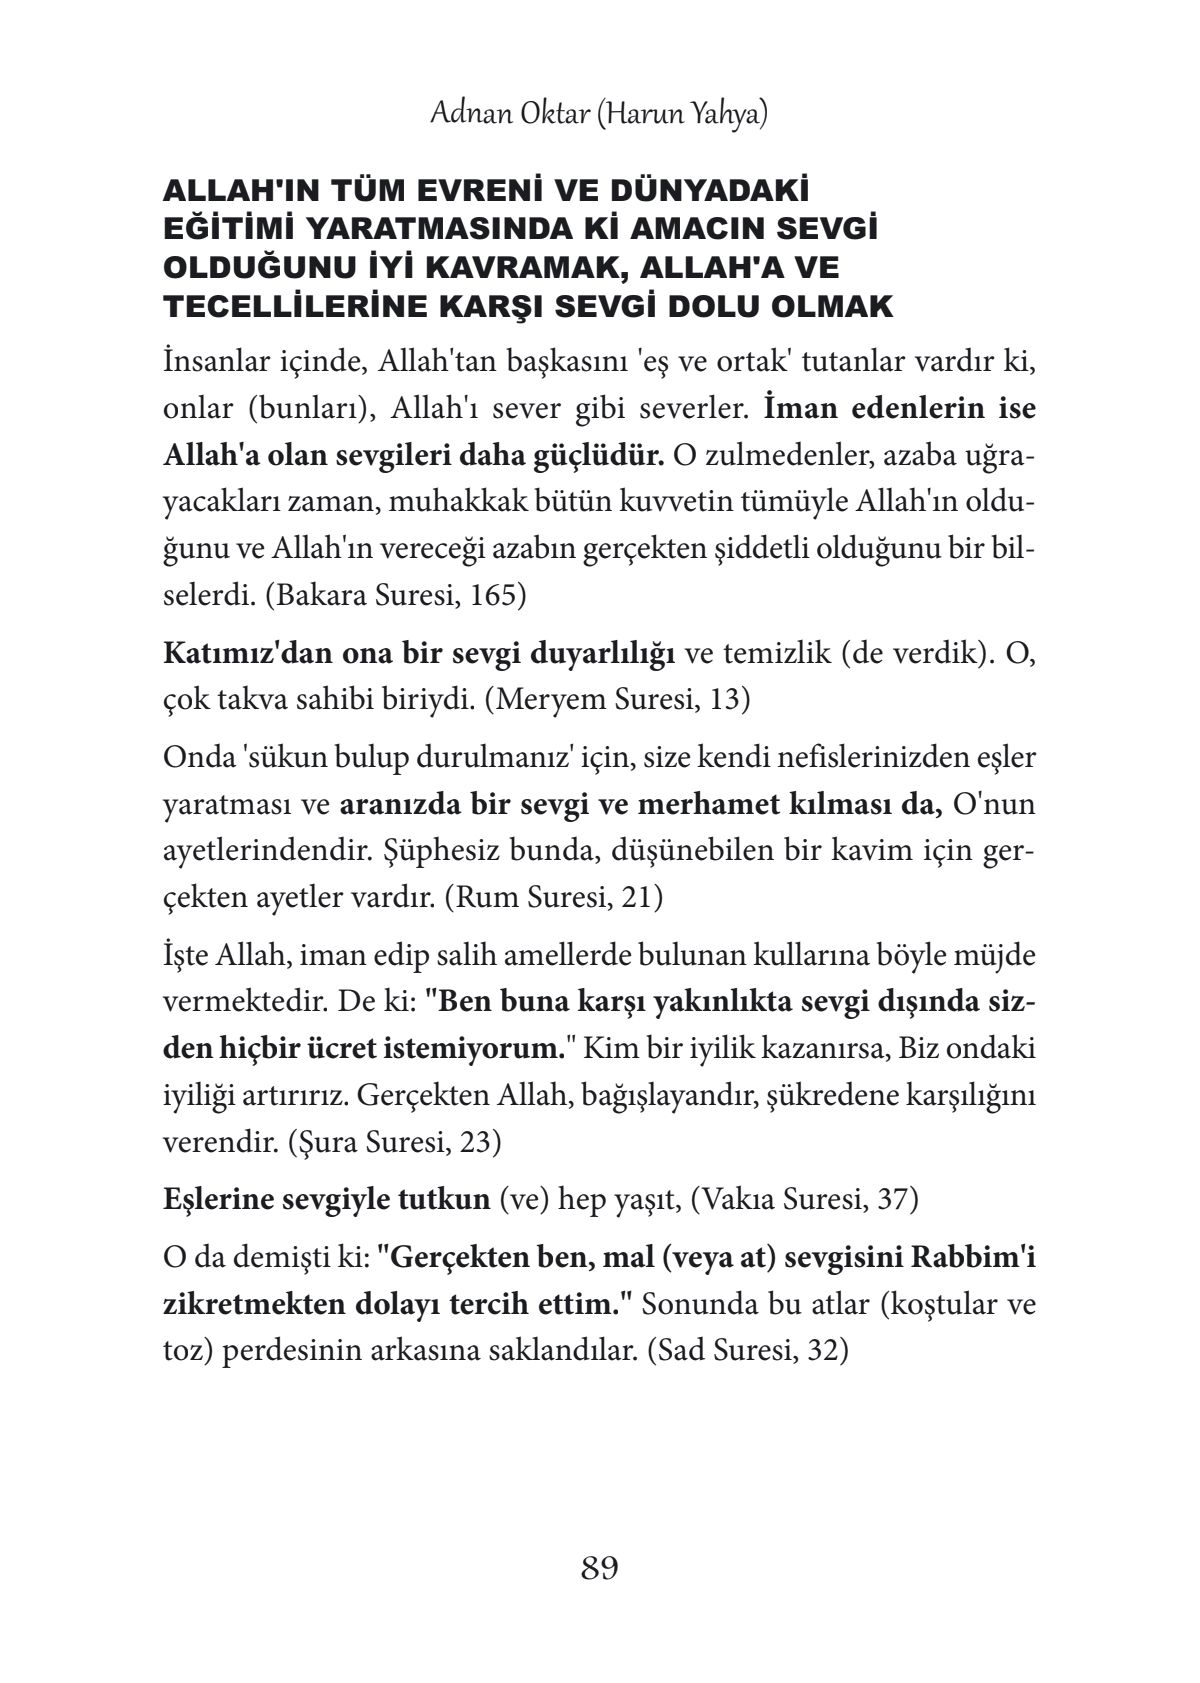 Adnan Oktar (Harun Yahya)
ALLAH'IN TÜM EVRENİ VE DÜNYADAKİ
EĞİTİMİ YARATMASINDA Kİ AMACIN SEVGİ
OLDUĞUNU İYİ KAVRAMAK, ALLAH'A VE
TECELLİLERİNE KARŞI SEVGİ DOLU OLMAK
İnsanlar içinde, Allah'tan başkasını 'eş ve ortak' tutanlar vardır ki,
onlar (bunları), Allah'ı sever gibi severler. İman edenlerin ise
Allah'a olan sevgileri daha güçlüdür. O zulmedenler, azaba uğra-
yacakları zaman, muhakkak bütün kuvvetin tümüyle Allah'ın oldu-
ğunu ve Allah'ın vereceği azabın gerçekten şiddetli olduğunu bir bil-
selerdi. (Bakara Suresi, 165)
Katımız'dan ona bir sevgi duyarlılığı ve temizlik (de verdik). O,
çok takva sahibi biriydi. (Meryem Suresi, 13)
Onda 'sükun bulup durulmanız' için, size kendi nefislerinizden eşler
yaratması ve aranızda bir sevgi ve merhamet kılması da, O'nun
ayetlerindendir. Şüphesiz bunda, düşünebilen bir kavim için ger-
çekten ayetler vardır. (Rum Suresi, 21)
İşte Allah, iman edip salih amellerde bulunan kullarına böyle müjde
vermektedir. De ki: "Ben buna karşı yakınlıkta sevgi dışında siz-
den hiçbir ücret istemiyorum." Kim bir iyilik kazanırsa, Biz ondaki
iyiliği artırırız. Gerçekten Allah, bağışlayandır, şükredene karşılığını
verendir. (Şura Suresi, 23)
Eşlerine sevgiyle tutkun (ve) hep yaşıt, (Vakıa Suresi, 37)
O da demişti ki: "Gerçekten ben, mal (veya at) sevgisini Rabbim'i
zikretmekten dolayı tercih ettim." Sonunda bu atlar (koştular ve
toz) perdesinin arkasına saklandılar. (Sad Suresi, 32)
89